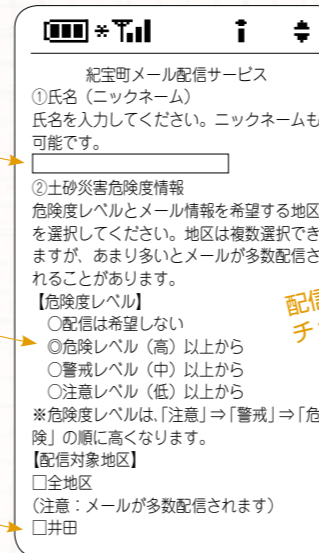 紀宝町メール配信サービス
①氏名（ニックネーム）
氏名を入力してください。ニックネームも
可能です。
②土砂災害危険度情報
危険度レベルとメール情報を希望する地区
を選択してください。地区は複数選択でき
ますが、あまり多いとメールが多数配信さ
れることがあります。
【危険度レベル】
○配信は希望しない
◎危険レベル（高）以上から
○警戒レベル（中）以上から
○注意レベル（低）以上から
※危険度レベルは、「注意」⇒「警戒」⇒「危
険」の順に高くなります。
【配信対象地区】
□全地区
（注意：メールが多数配信されます）
□井田
配信
チ